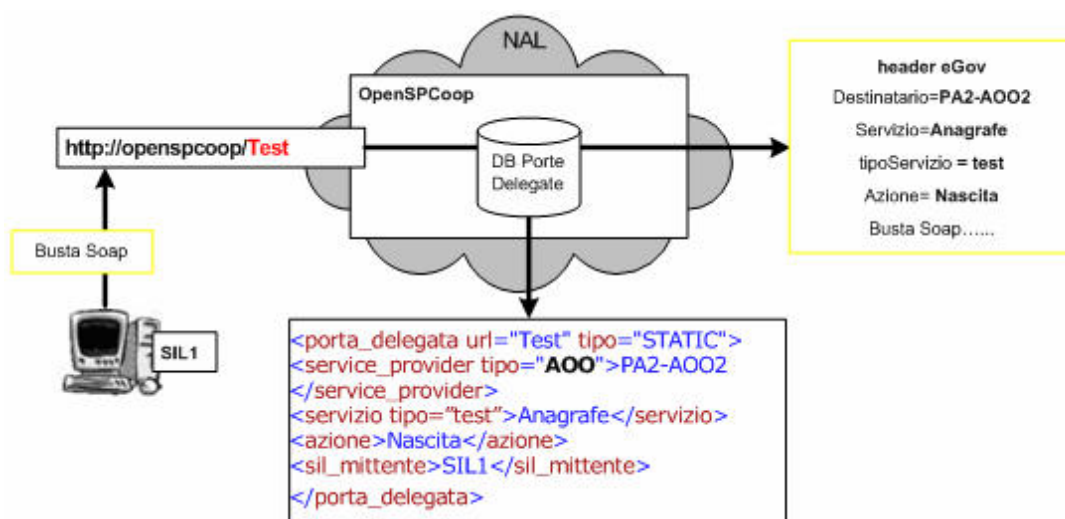 NAL
OpenSPCoop
http://openspcoop/Test
DB Porte
Delegate
header eGov
Destinatario=PA2-AOO2
Servizio=Anagrafe
tipoServizio = test
Azione= Nascita
Busta Soap…...
Busta Soap
SIL1
<porta_delegata url="Test" tipo="STATIC">
<service_provider tipo="AOO">PA2-AOO2
</service_provider>
<servizio tipo=”test”>Anagrafe</servizio>
<azione>Nascita</azione>
<sil_mittente>SIL1</sil_mittente>
</porta_delegata>